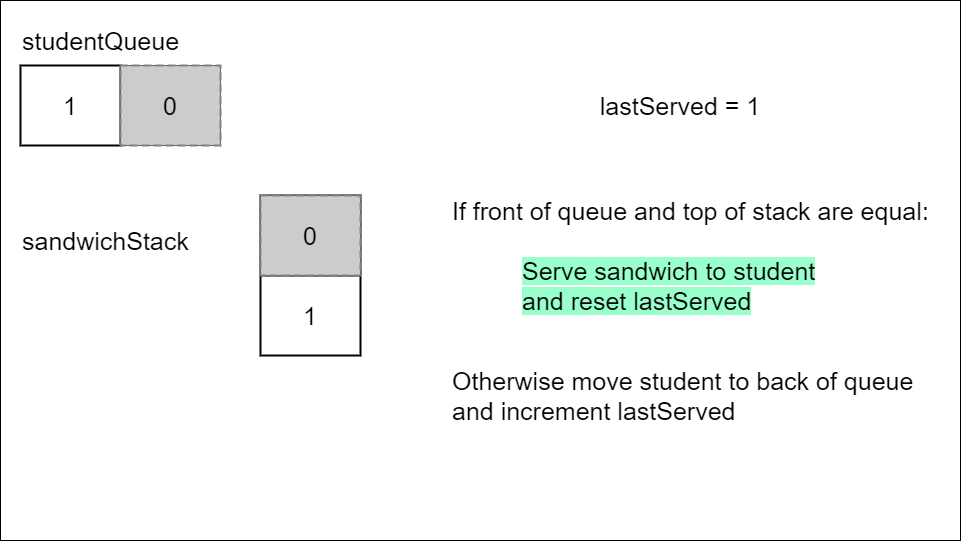 studentQueue
1 0
lastServed = 1
sandwichStack
0
1
If front of queue and top of stack are equal:
Serve sandwich to student
and reset lastServed
Otherwise move student to back of queue
and increment lastServed